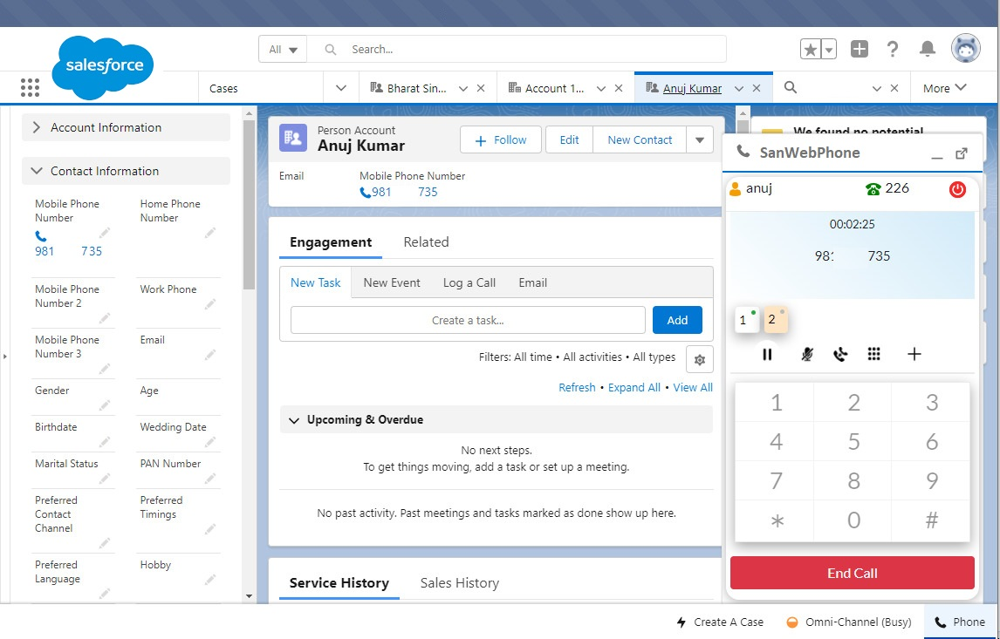 salesforce
All
Search...
Cases
Bharat Sin...
Account 1...
Anuj Kumar
More
Account Information
Contact Information
Mobile Phone
Number
981 735
Home Phone
Number
Mobile Phone
Number 2
Work Phone
Mobile Phone
Number 3
Email
Gender
Age
Birthdate
Wedding Date
Marital Status
PAN Number
Preferred
Contact
Channel
Preferred
Timings
Preferred
Language
Hobby
Person Account
Anuj Kumar
+ Follow
Edit
New Contact
Email
Mobile Phone Number
981 735
Engagement
Related
New Task
New Event
Log a Call
Email
Create a task...
Add
Filters: All time • All activities • All types
Refresh • Expand All • View All
Upcoming & Overdue
No next steps.
To get things moving, add a task or set up a meeting.
No past activity. Past meetings and tasks marked as done show up here.
Service History
Sales History
We found no potential
SanWebPhone
anuj
226
00:02:25
98 735
1
2
1 2 3
4 5 6
7 8 9
* 0 #
End Call
Create A Case
Omni-Channel (Busy)
Phone